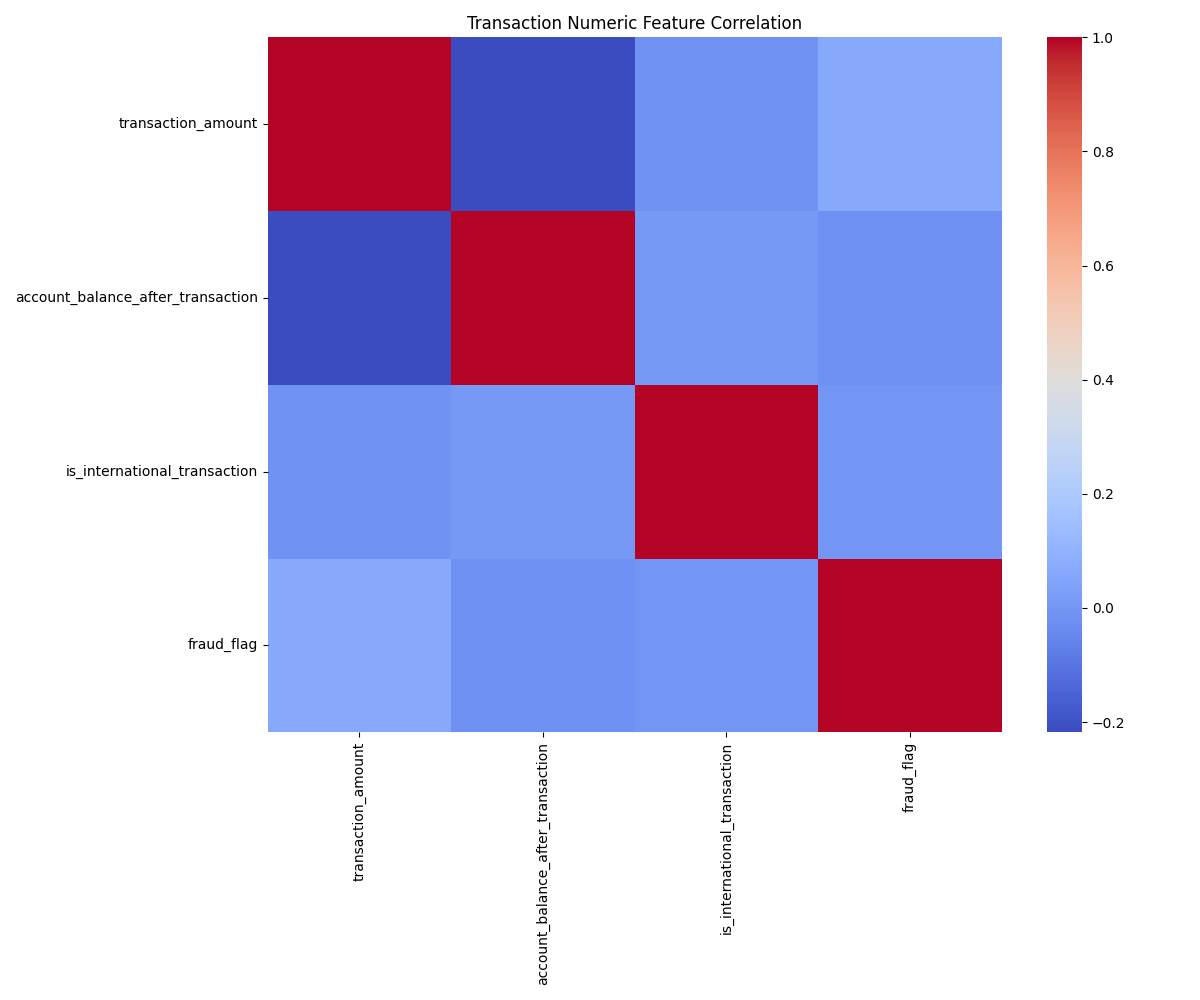 Transaction Numeric Feature Correlation
transaction_amount
account_balance_after_transaction
is_international_transaction
fraud_flag
transaction_amount
account_balance_after_transaction
is_international_transaction
fraud_flag
1.0
0.8
0.6
0.4
0.2
0.0
−0.2